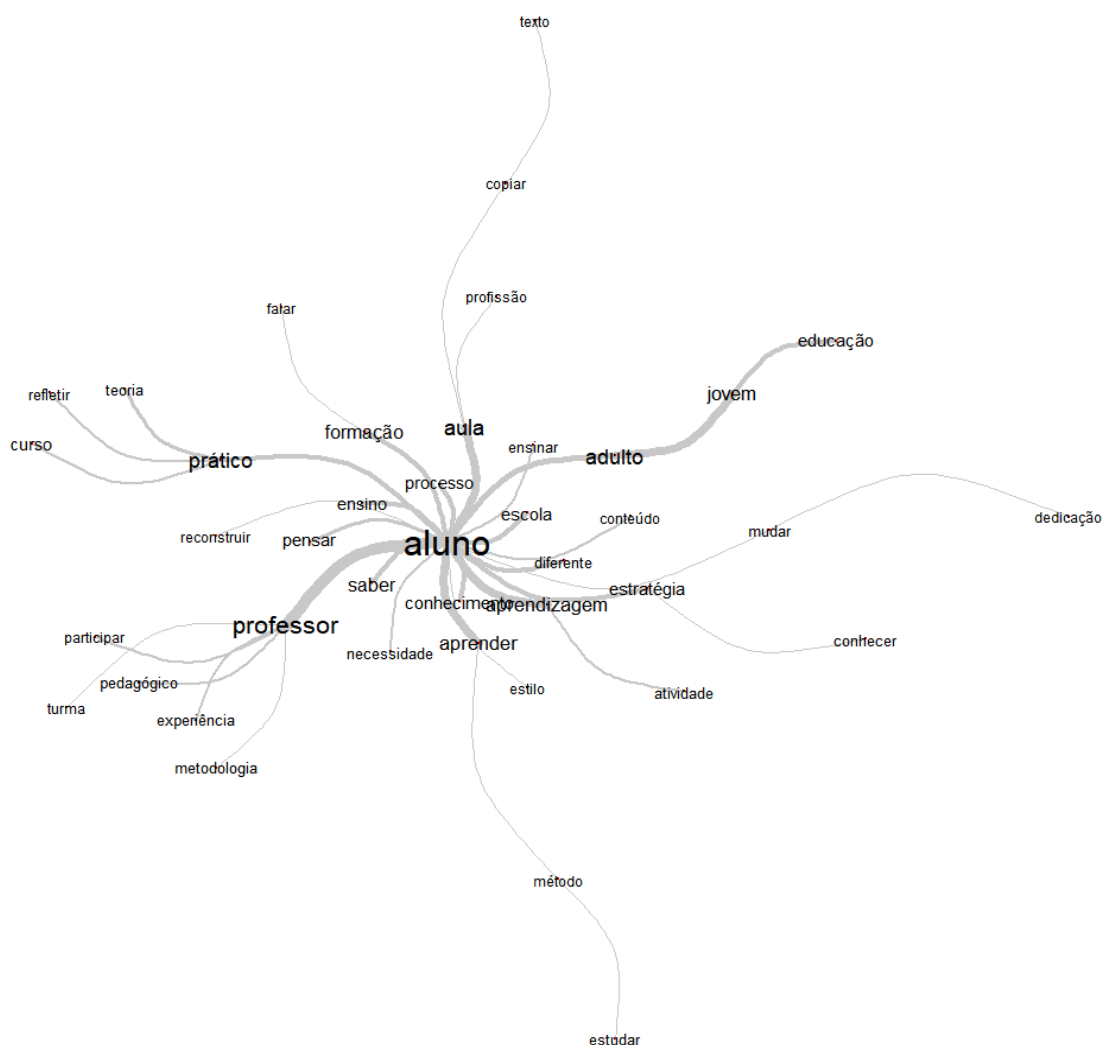 texto
copiar
profissão
falar
educação
teoria
refletir
jovem
formação
aula
curso
prático
ensinar
adulto
processo
ensino
escola
conteúdo
mudar
dedicação
reconstruir
pensar
aluno
diferente
saber
estratégia
conhecimento
aprendizagem
professor
participar
necessidade
aprender
conhecer
pedagógico
estilo
atividade
turma
experiência
metodologia
método
estudar